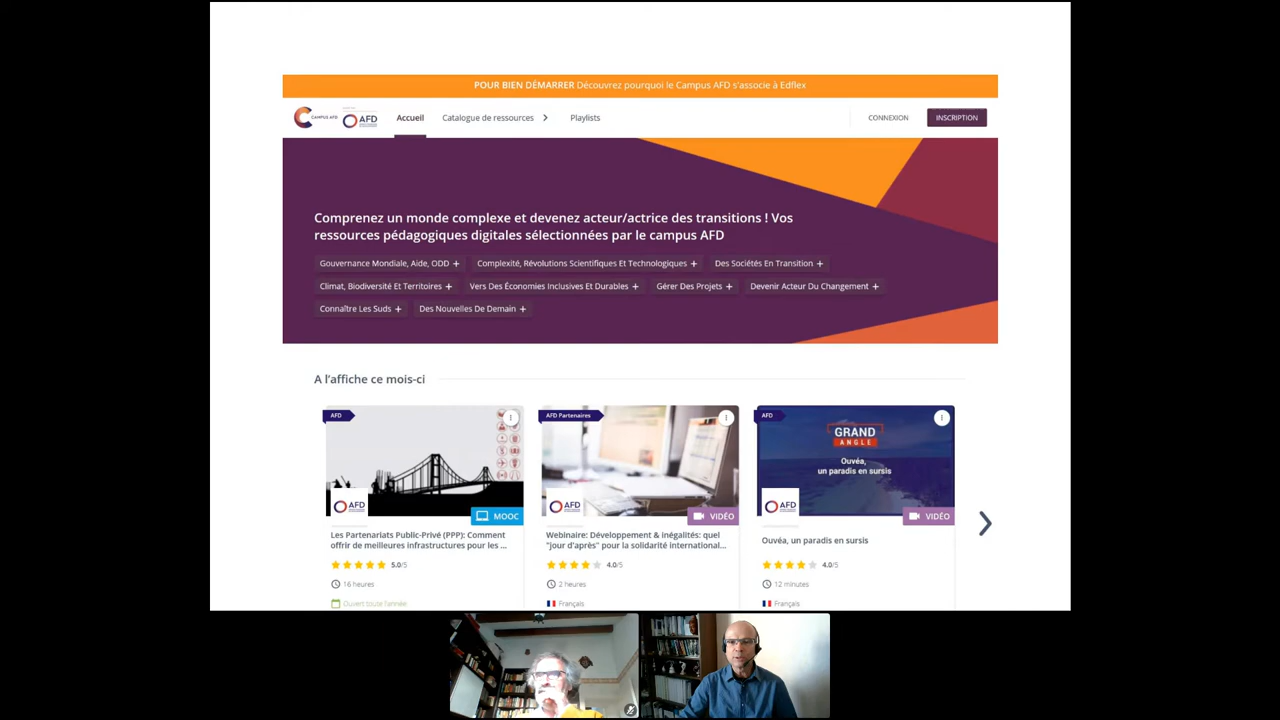 POUR BIEN DÉMARRER Découvrez pourquoi le Campus AFD s'associe à Edflex
CAMPUS AFD
AFD
Accueil
Catalogue de ressources
Playlists
CONNEXION
INSCRIPTION
Comprenez un monde complexe et devenez acteur/actrice des transitions ! Vos
ressources pédagogiques digitales sélectionnées par le campus AFD
Gouvernance Mondiale, Aide, ODD +
Complexité, Révolutions Scientifiques Et Technologiques +
Des Sociétés En Transition +
Climat, Biodiversité Et Territoires +
Vers Des Économies Inclusives Et Durables +
Gérer Des Projets +
Devenir Acteur Du Changement +
Connaître Les Suds +
Des Nouvelles De Demain +
A l'affiche ce mois-ci
AFD
AFD
MOOC
Les Partenariats Public-Privé (PPP): Comment
offrir de meilleures infrastructures pour les ...
5.0/5
16 heures
Ouvert toute l'année
AFD Partenaires
AFD
VIDÉO
Webinaire: Développement & inégalités: quel
"jour d'après" pour la solidarité international...
4.0/5
2 heures
Français
AFD
GRAND
ANGLE
Ouvéa,
un paradis en sursis
AFD
VIDÉO
Ouvéa, un paradis en sursis
4.0/5
12 minutes
Français